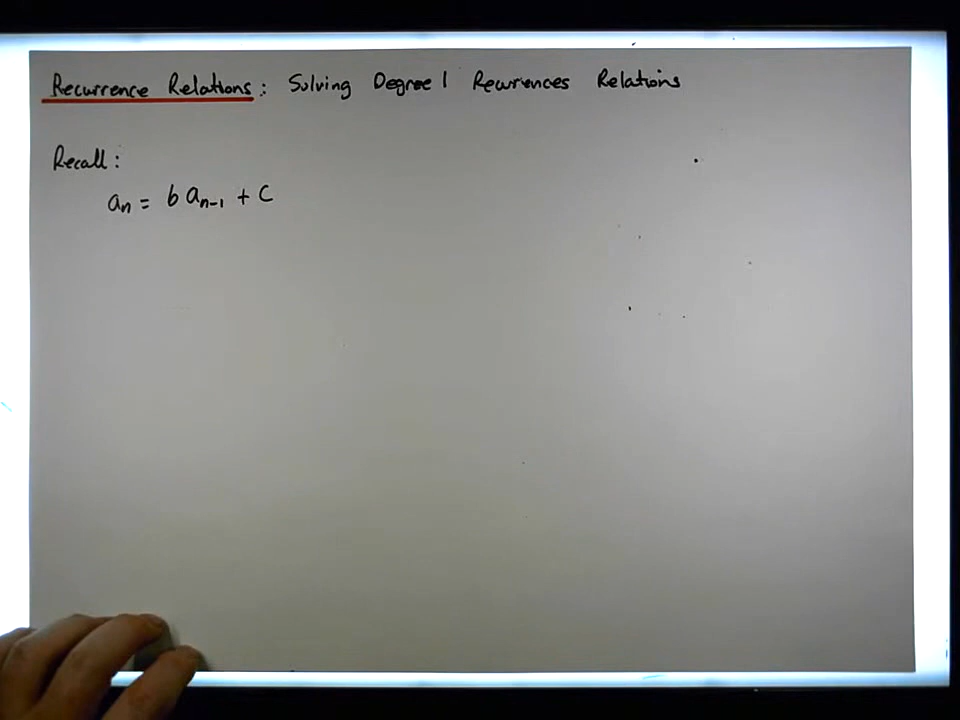 Recurrence Relations: Solving Degree 1 Recurrences Relations
Recall:
aₙ = b aₙ₋₁ + c